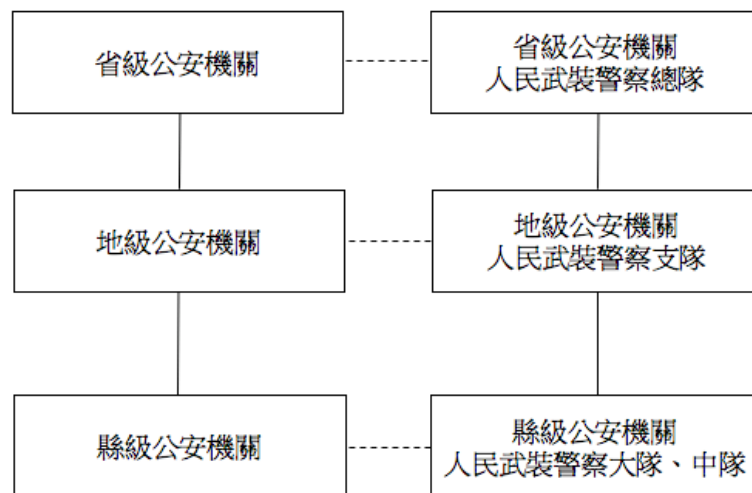 省級公安機關
省級公安機關
人民武裝警察總隊
地級公安機關
地級公安機關
人民武裝警察支隊
縣級公安機關
縣級公安機關
人民武裝警察大隊、中隊